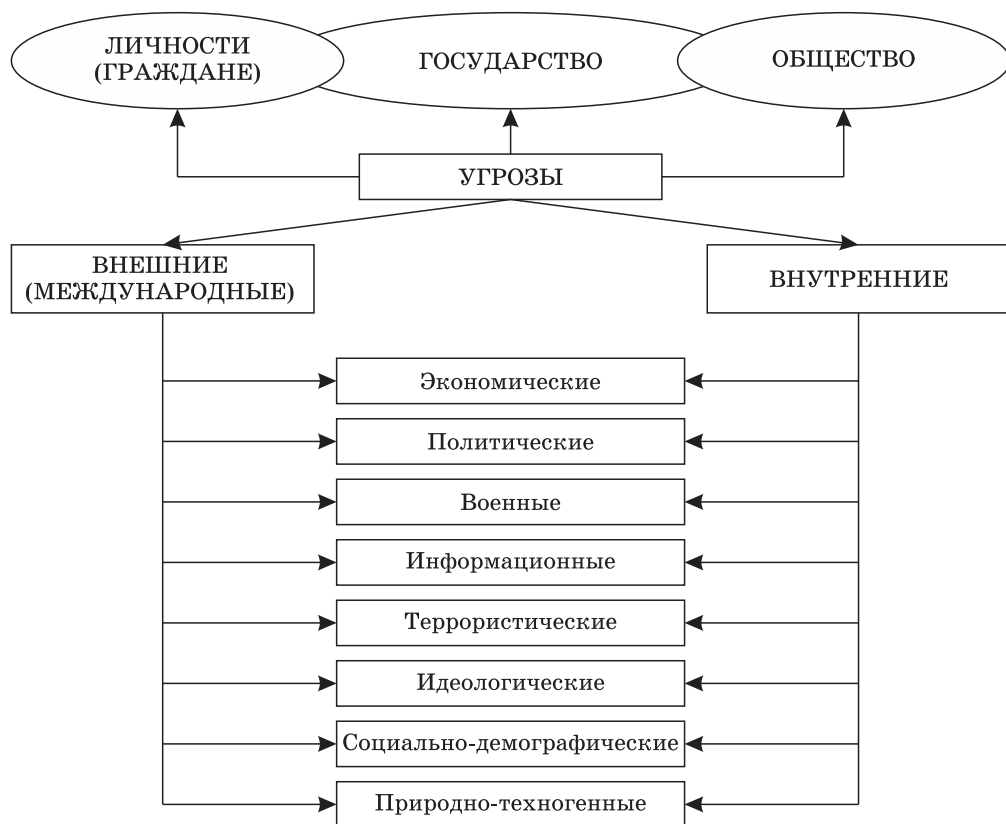 ЛИЧНОСТИ
(ГРАЖДАНЕ)
ГОСУДАРСТВО
ОБЩЕСТВО
УГРОЗЫ
ВНЕШНИЕ
(МЕЖДУНАРОДНЫЕ)
ВНУТРЕННИЕ
Экономические
Политические
Военные
Информационные
Террористические
Идеологические
Социально-демографические
Природно-техногенные